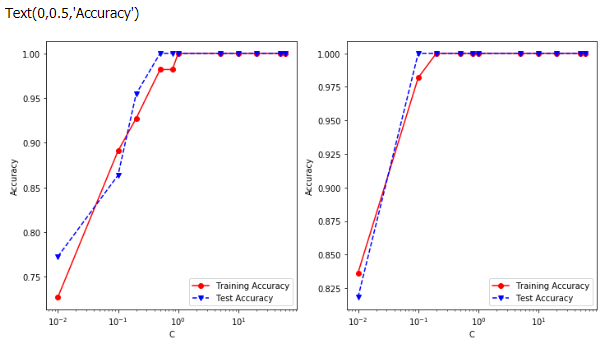 Text(0,0.5,'Accuracy')
1.00
0.95
0.90
0.85
0.80
0.75
Accuracy
10⁻² 10⁻¹ 10⁰ 10¹
C
Training Accuracy
Test Accuracy
1.000
0.975
0.950
0.925
0.900
0.875
0.850
0.825
Accuracy
10⁻² 10⁻¹ 10⁰ 10¹
C
Training Accuracy
Test Accuracy